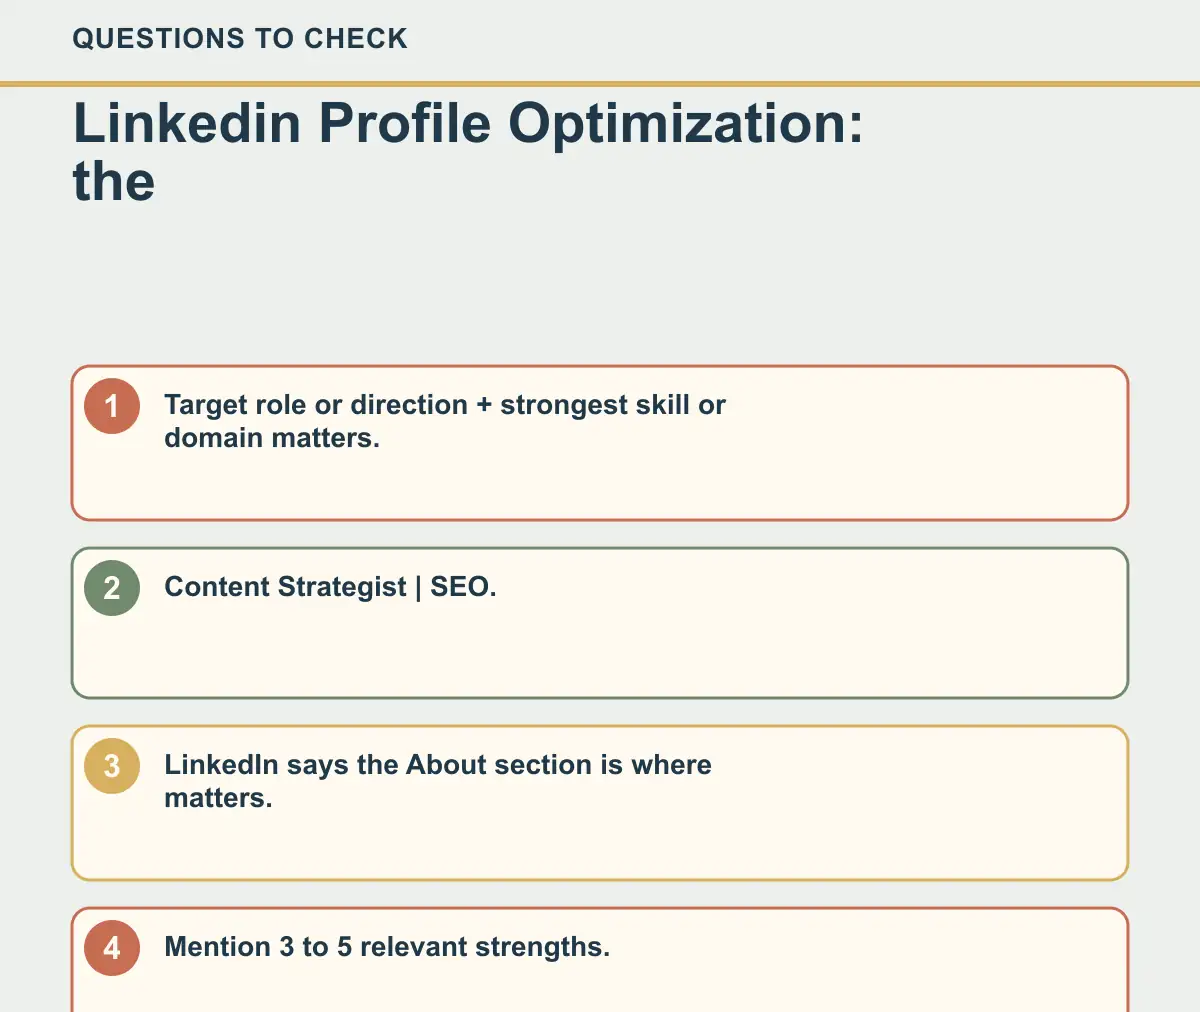 QUESTIONS TO CHECK
Linkedin Profile Optimization:
the
1
Target role or direction + strongest skill or
domain matters.
2
Content Strategist | SEO.
3
LinkedIn says the About section is where
matters.
4
Mention 3 to 5 relevant strengths.